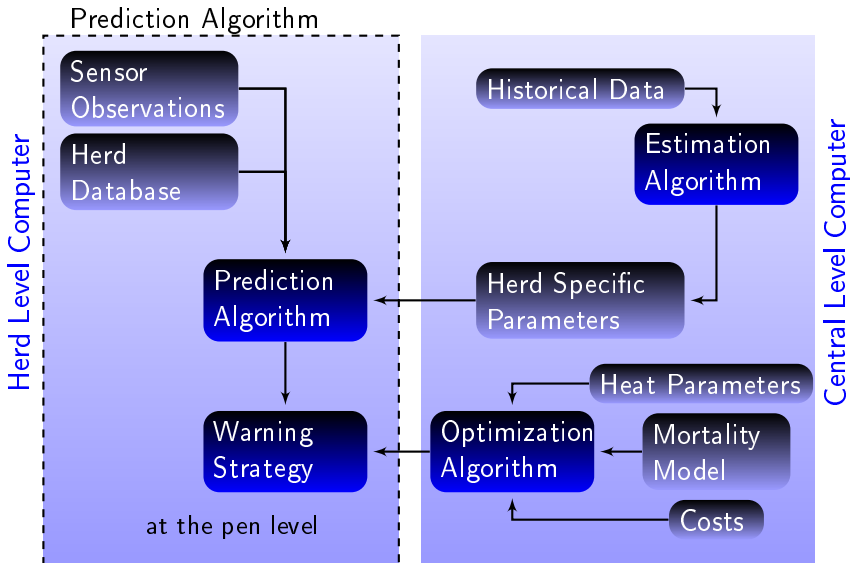 Prediction Algorithm
Sensor
Observations
Herd
Database
Prediction
Algorithm
Warning
Strategy
at the pen level
Herd Level Computer
Historical Data
Estimation
Algorithm
Herd Specific
Parameters
Heat Parameters
Optimization
Algorithm
Mortality
Model
Costs
Central Level Computer